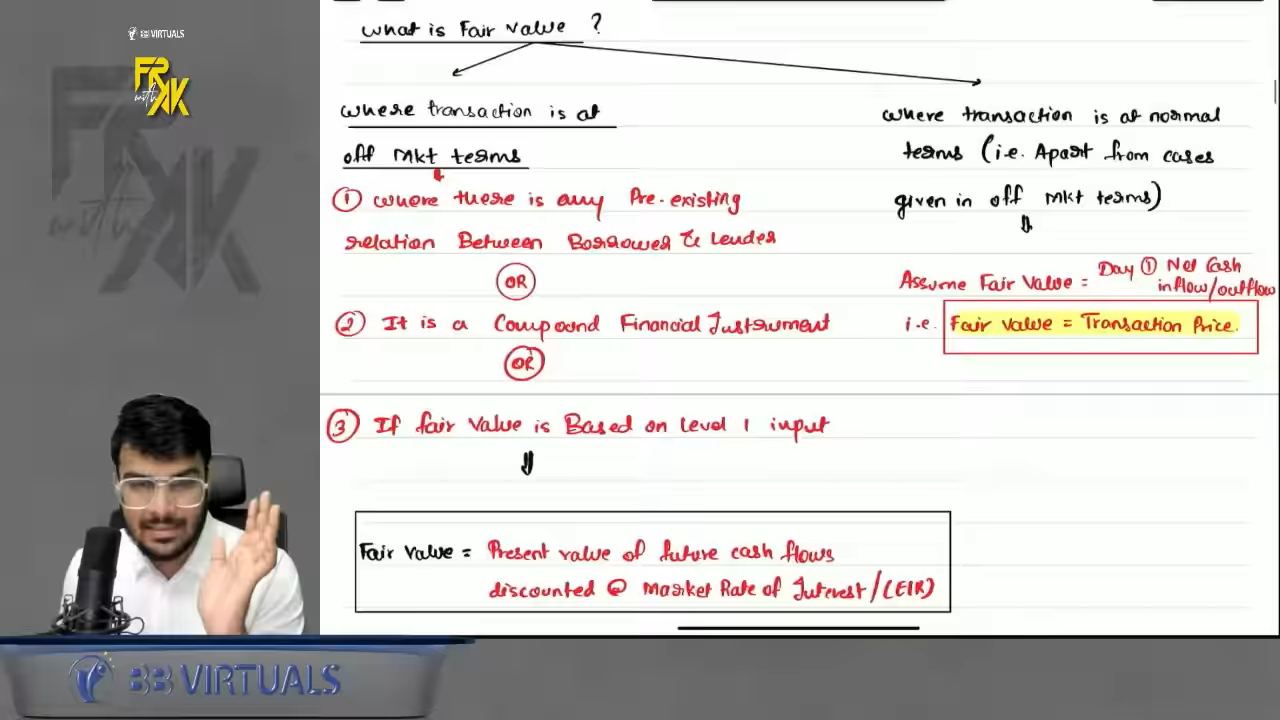 BB VIRTUALS
FR
with
AK
What is Fair Value ?
where transaction is at
off Mkt terms
① where there is any Pre-existing
relation Between Borrower & lender
OR
② It is a Compound Financial Instrument
OR
③ If fair value is Based on level 1 input
Fair Value = Present value of future cash flows
discounted @ Market Rate of Interest/(EIR)
where transaction is at normal
terms (i.e. Apart from cases
given in off Mkt terms)
Assume Fair Value = Day ① Net Cash
inflow/outflow
i.e. Fair Value = Transaction Price.
BB VIRTUALS